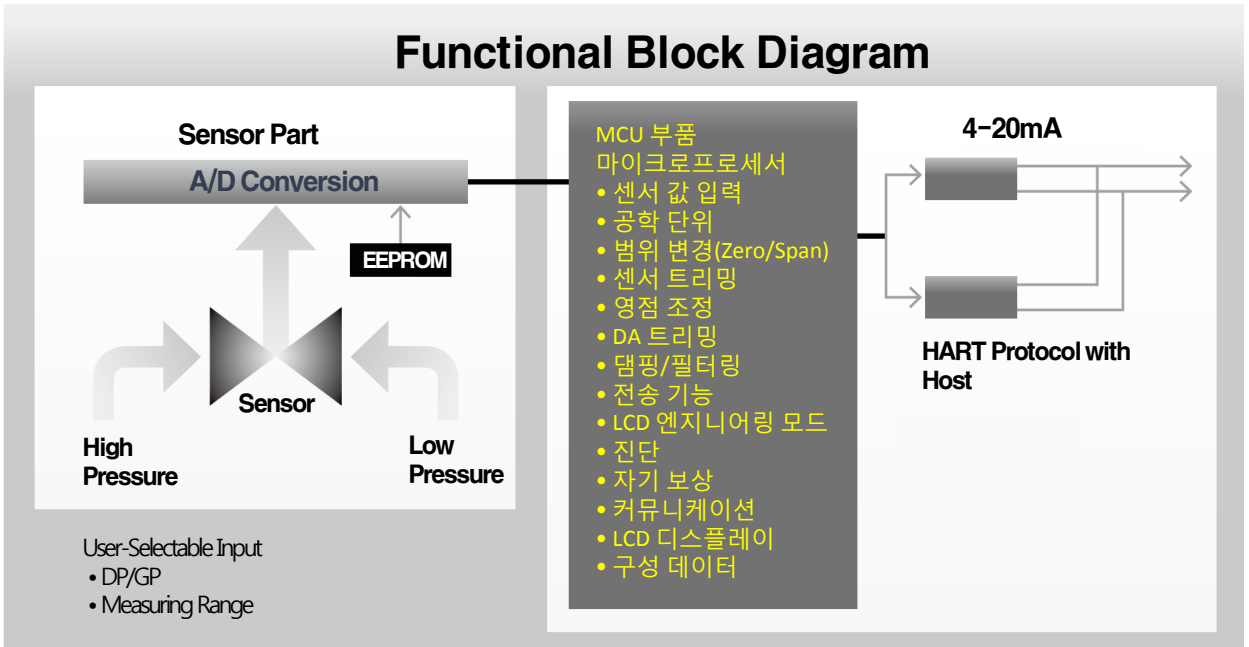 Functional Block Diagram
Sensor Part
A/D Conversion
EEPROM
Sensor
High
Pressure
Low
Pressure
User-Selectable Input
• DP/GP
• Measuring Range
MCU 부품
마이크로프로세서
• 센서 값 입력
• 공학 단위
• 범위 변경(Zero/Span)
• 센서 트리밍
• 영점 조정
• DA 트리밍
• 댐핑/필터링
• 전송 기능
• LCD 엔지니어링 모드
• 진단
• 자기 보상
• 커뮤니케이션
• LCD 디스플레이
• 구성 데이터
4-20mA
HART Protocol with
Host